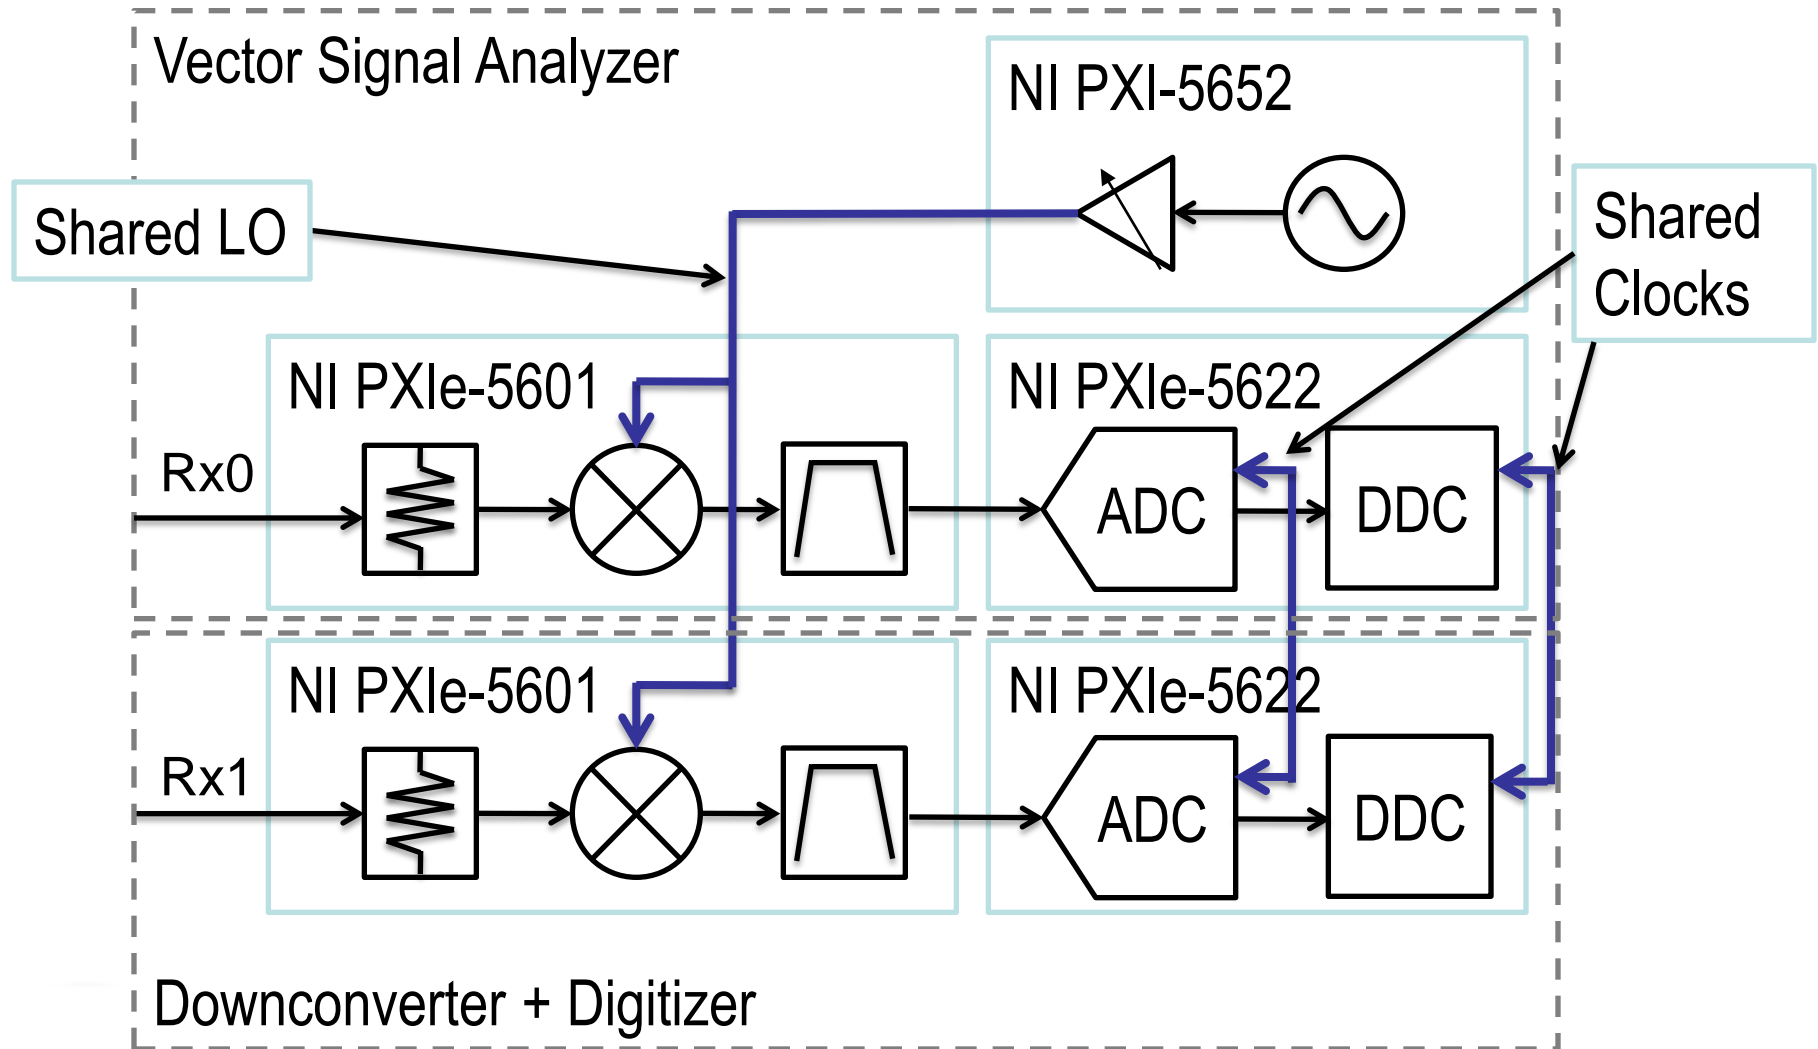 Vector Signal Analyzer
NI PXI-5652
Shared LO
Shared
Clocks
NI PXIe-5601
NI PXIe-5622
Rx0
ADC
DDC
NI PXIe-5601
NI PXIe-5622
Rx1
ADC
DDC
Downconverter + Digitizer